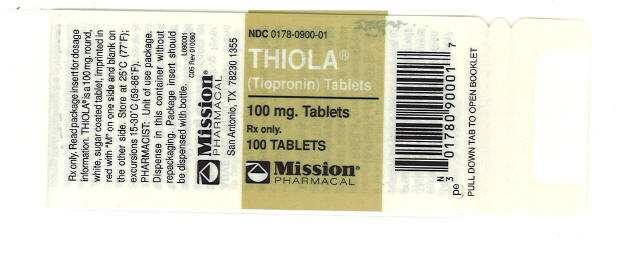 Rx only. Read package insert for dosage
information. THIOLA® is a 100 mg. round,
white, sugar coated tablet, imprinted in
red with "M" on one side and blank on
the other side. Store at 25°C (77°F);
excursions 15-30°C (59-86°F).
PHARMACIST: Unit of use package.
Dispense in this container without
repackaging. Package insert should
be dispensed with bottle.
C05 Rev 010080
Mission®
PHARMACAL
San Antonio, TX 78230 1355
NDC 0178-0900-01
THIOLA®
(Tiopronin) Tablets
100 mg. Tablets
Rx only.
100 TABLETS
Mission®
PHARMACAL
N
3 01780 90001 7
PULL DOWN TAB TO OPEN BOOKLET